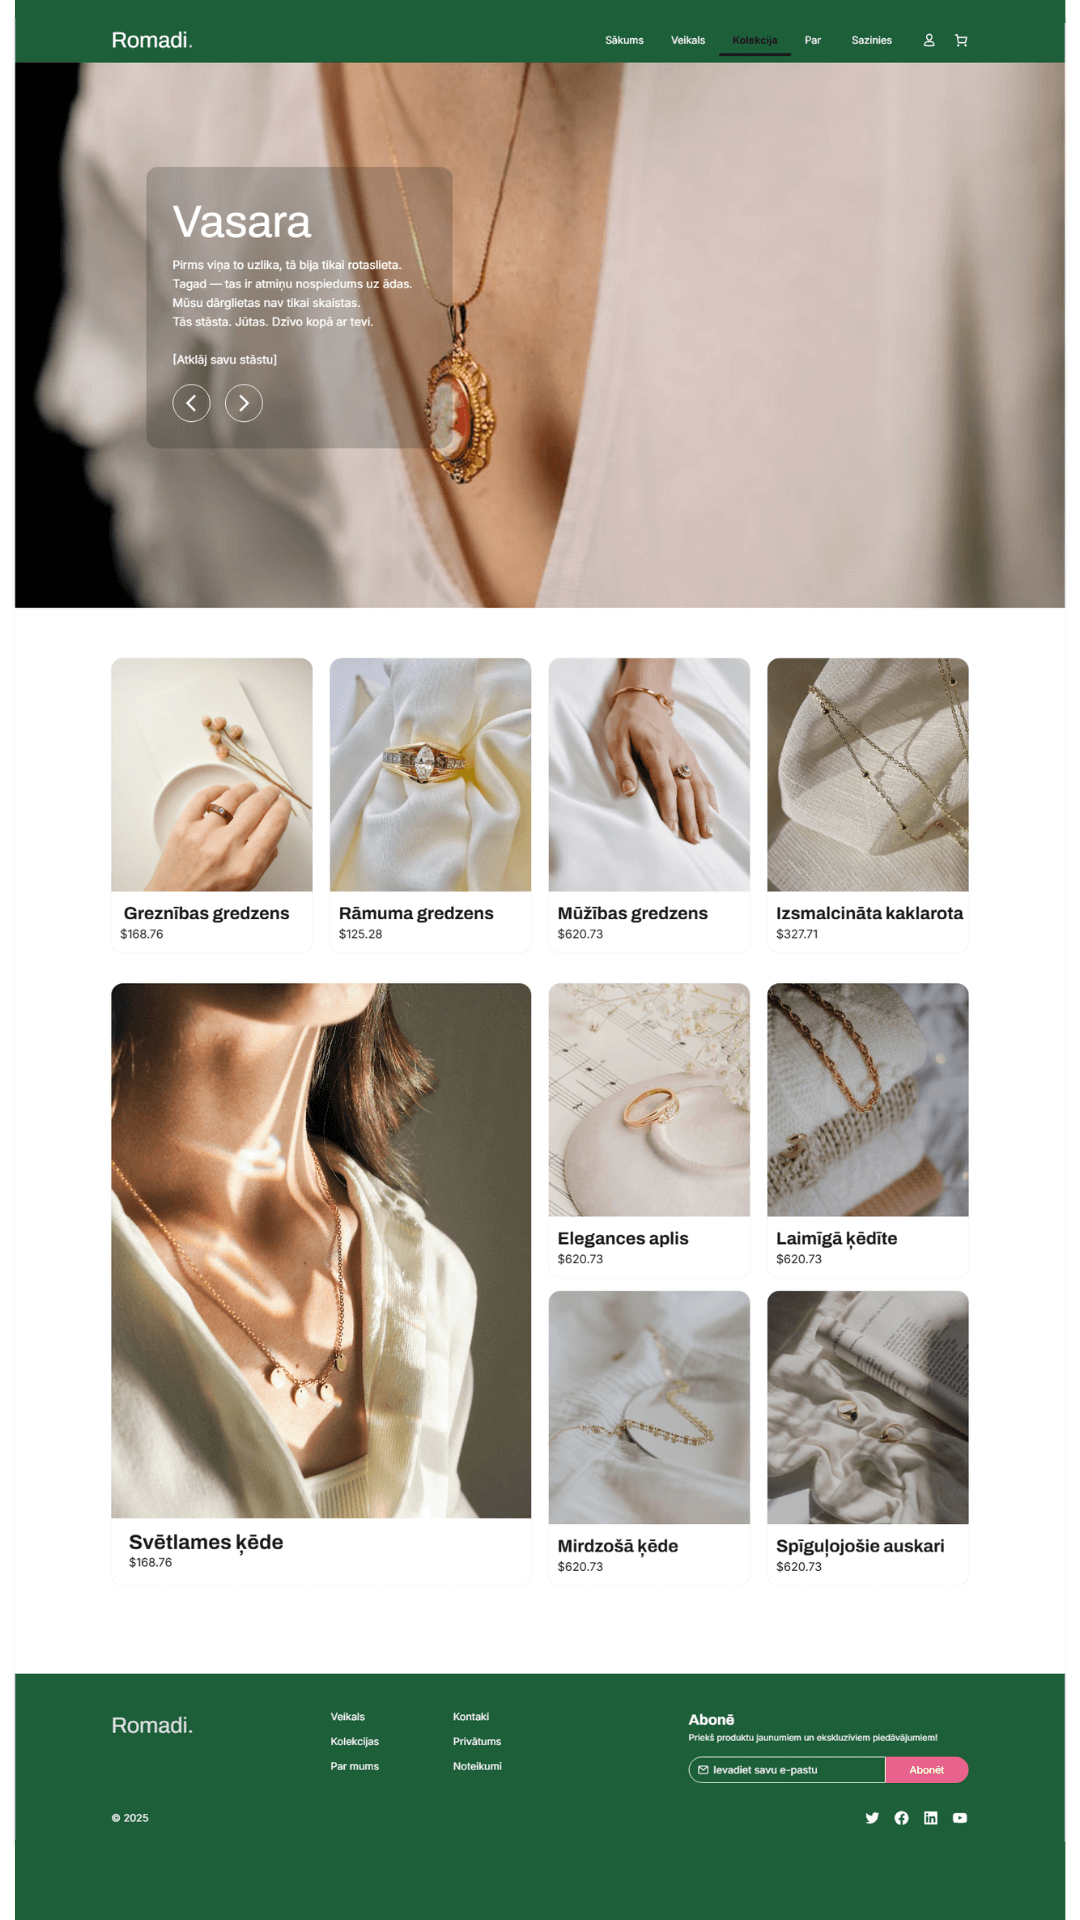 Romadi.
Sākums
Veikals
Kolekcija
Par
Sazinies
Vasara
Pirms viņa to uzlika, tā bija tikai rotaslieta.
Tagad — tas ir atmiņu nospiedums uz ādas.
Mūsu dārglietas nav tikai skaistas.
Tās stāsta. Jūtas. Dzīvo kopā ar tevi.
[Atklāj savu stāstu]
Greznības gredzens
$168.76
Rāmuma gredzens
$125.28
Mūžības gredzens
$620.73
Izsmalcināta kaklarota
$327.71
Svētlames ķēde
$168.76
Elegances aplis
$620.73
Laimīgā ķēdīte
$620.73
Mirdzošā ķēde
$620.73
Spīguļojošie auskari
$620.73
Romadi.
Veikals
Kolekcijas
Par mums
Kontaki
Privātums
Noteikumi
Abonē
Priekš produktu jaunumiem un ekskluzīviem piedāvājumiem!
Ievadiet savu e-pastu
Abonēt
© 2025